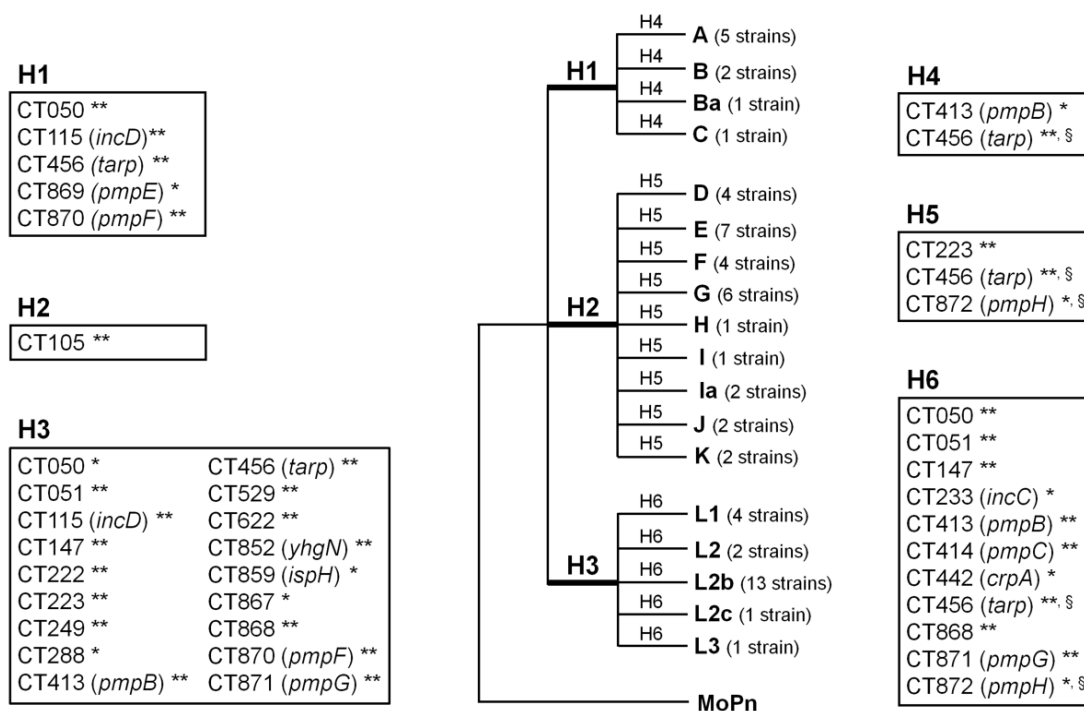 H1
CT050 **
CT115 (incD)**
CT456 (tarp) **
CT869 (pmpE) *
CT870 (pmpF) **
H2
CT105 **
H3
CT050 *
CT051 **
CT115 (incD) **
CT147 **
CT222 **
CT223 **
CT249 **
CT288 *
CT413 (pmpB) **
CT456 (tarp) **
CT529 **
CT622 **
CT852 (yhgN) **
CT859 (ispH) *
CT867 *
CT868 **
CT870 (pmpF) **
CT871 (pmpG) **
H1
H4 A (5 strains)
H4 B (2 strains)
H4 Ba (1 strain)
H4 C (1 strain)
H2
H5 D (4 strains)
H5 E (7 strains)
H5 F (4 strains)
H5 G (6 strains)
H5 H (1 strain)
H5 I (1 strain)
H5 Ia (2 strains)
H5 J (2 strains)
H5 K (2 strains)
H3
H6 L1 (4 strains)
H6 L2 (2 strains)
H6 L2b (13 strains)
H6 L2c (1 strain)
H6 L3 (1 strain)
MoPn
H4
CT413 (pmpB) *
CT456 (tarp) **, §
H5
CT223 **
CT456 (tarp) **, §
CT872 (pmpH) *, §
H6
CT050 **
CT051 **
CT147 **
CT233 (incC) *
CT413 (pmpB) **
CT414 (pmpC) **
CT442 (crpA) *
CT456 (tarp) **, §
CT868 **
CT871 (pmpG) **
CT872 (pmpH) *, §